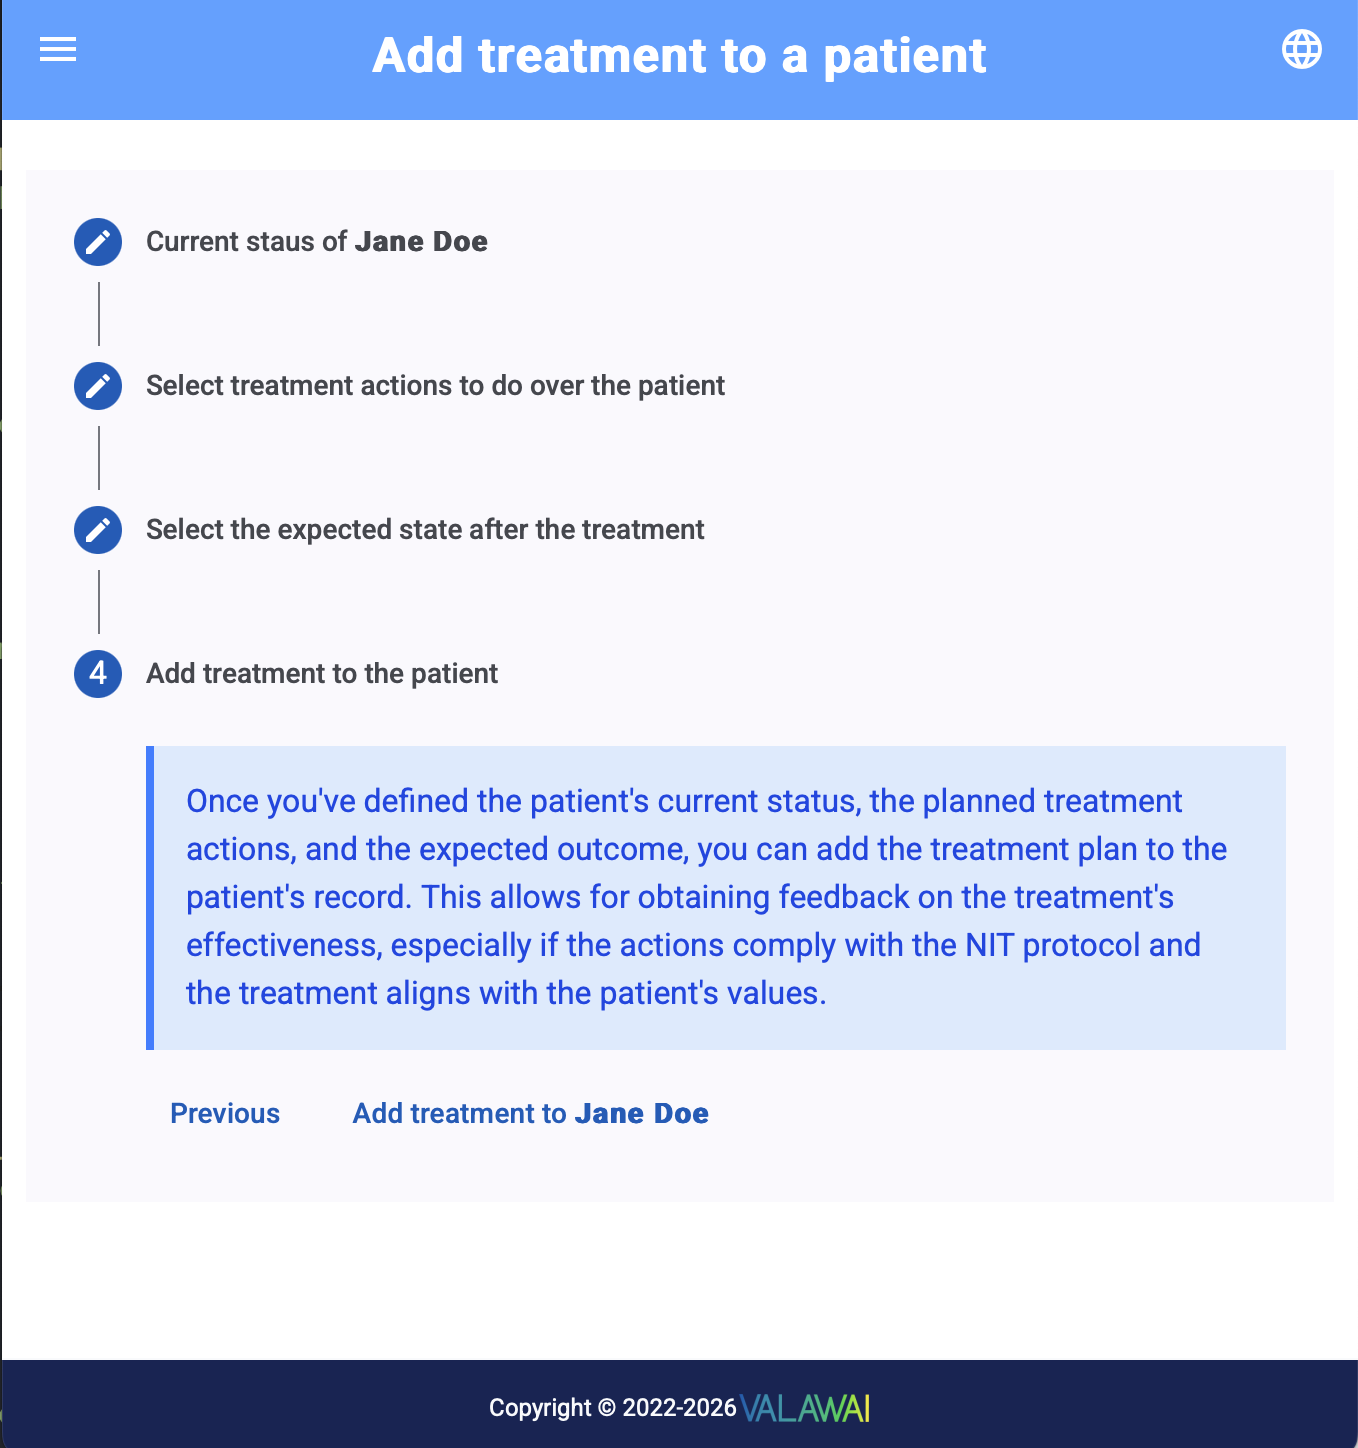 Add treatment to a patient
Current staus of Jane Doe
Select treatment actions to do over the patient
Select the expected state after the treatment
4 Add treatment to the patient
Once you've defined the patient's current status, the planned treatment
actions, and the expected outcome, you can add the treatment plan to the
patient's record. This allows for obtaining feedback on the treatment's
effectiveness, especially if the actions comply with the NIT protocol and
the treatment aligns with the patient's values.
Previous Add treatment to Jane Doe
Copyright © 2022-2026 VALAWAI